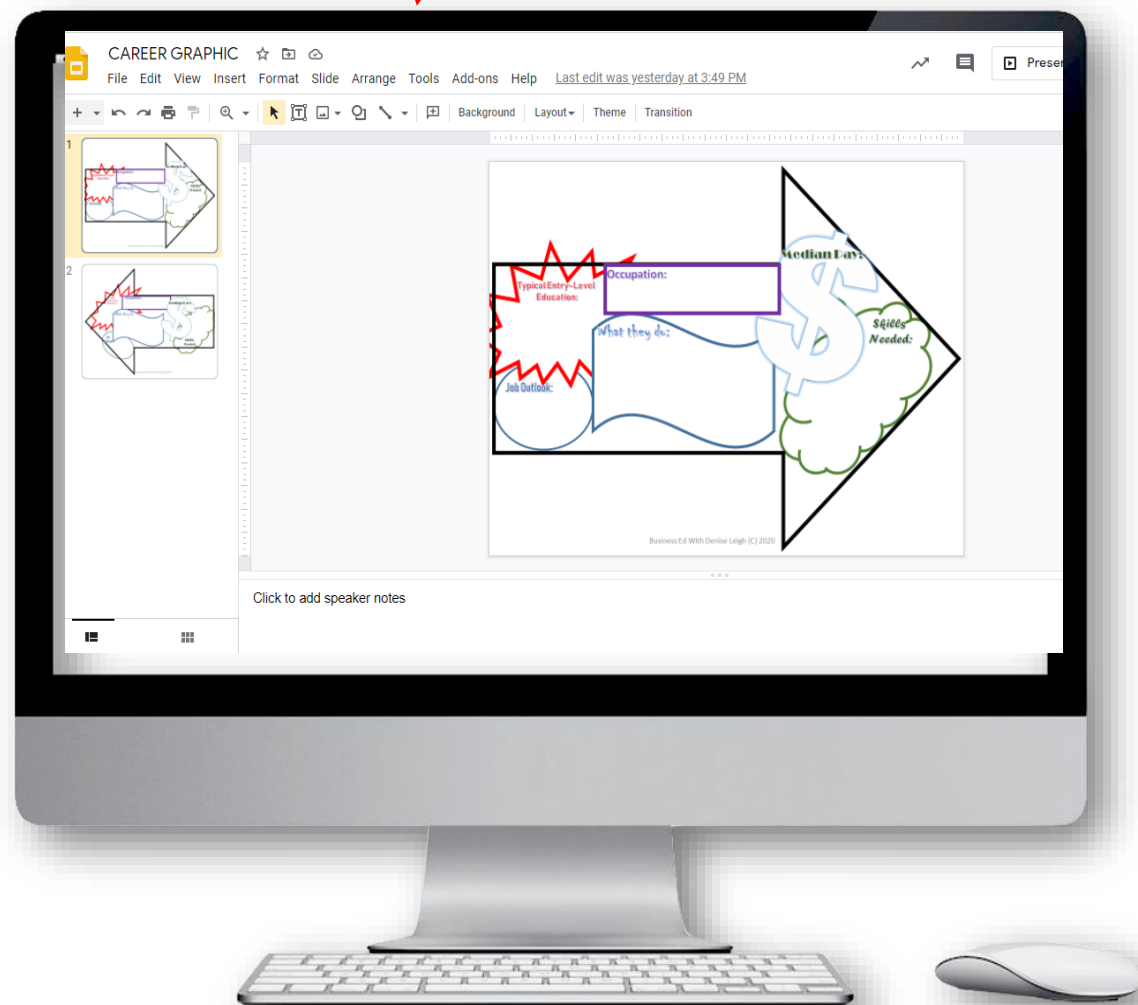 CAREER GRAPHIC
File Edit View Insert Format Slide Arrange Tools Add-ons Help Last edit was yesterday at 3:49 PM
Background Layout Theme Transition
1
2
Median Pay:
Typical Entry-Level
Education:
Occupation:
What they do:
Skills
Needed:
Job Outlook:
Business Ed With Denise Leigh (C) 2020
Click to add speaker notes